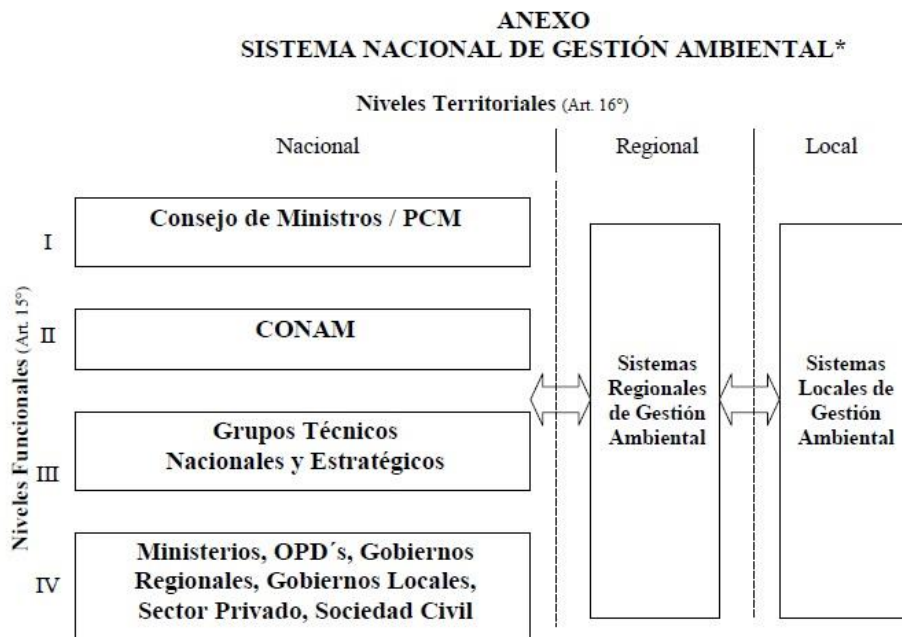 ANEXO
SISTEMA NACIONAL DE GESTIÓN AMBIENTAL*
Niveles Territoriales (Art. 16°)
Nacional
Regional
Local
Niveles Funcionales (Art. 15°)
I
Consejo de Ministros / PCM
II
CONAM
III
Grupos Técnicos
Nacionales y Estratégicos
IV
Ministerios, OPD´s, Gobiernos
Regionales, Gobiernos Locales,
Sector Privado, Sociedad Civil
Sistemas
Regionales
de Gestión
Ambiental
Sistemas
Locales de
Gestión
Ambiental